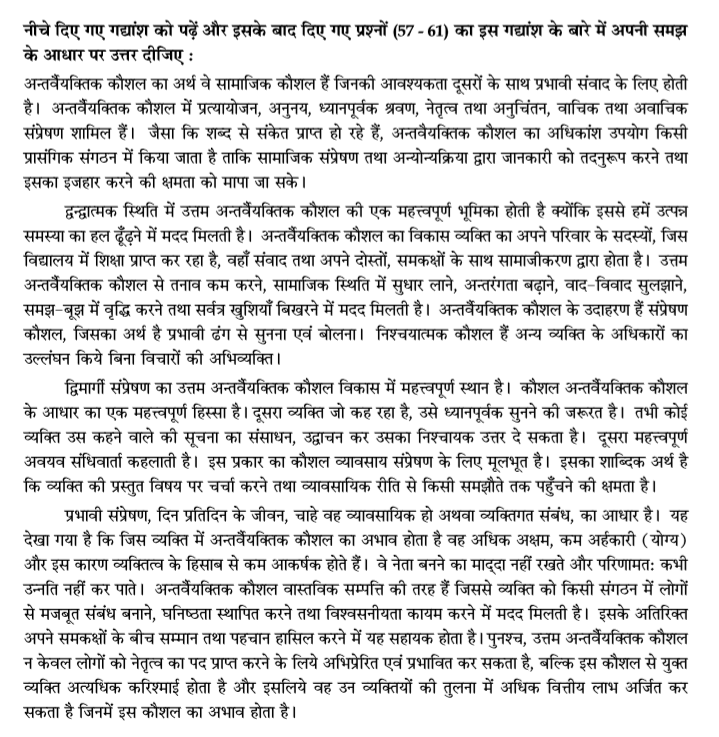 नीचे दिए गए गद्यांश को पढ़ें और इसके बाद दिए गए प्रश्नों (57 - 61) का इस गद्यांश के बारे में अपनी समझ
के आधार पर उत्तर दीजिए :
अन्तर्वैयक्तिक कौशल का अर्थ वे सामाजिक कौशल हैं जिनकी आवश्यकता दूसरों के साथ प्रभावी संवाद के लिए होती
है। अन्तर्वैयक्तिक कौशल में प्रत्यायोजन, अनुनय, ध्यानपूर्वक श्रवण, नेतृत्व तथा अनुचिंतन, वाचिक तथा अवाचिक
संप्रेषण शामिल हैं। जैसा कि शब्द से संकेत प्राप्त हो रहे हैं, अन्तवैयक्तिक कौशल का अधिकांश उपयोग किसी
प्रासंगिक संगठन में किया जाता है ताकि सामाजिक संप्रेषण तथा अन्योन्यक्रिया द्वारा जानकारी को तदनुरूप करने तथा
इसका इजहार करने की क्षमता को मापा जा सके।
द्वन्द्वात्मक स्थिति में उत्तम अन्तर्वैयक्तिक कौशल की एक महत्त्वपूर्ण भूमिका होती है क्योंकि इससे हमें उत्पन्न
समस्या का हल ढूँढ़ने में मदद मिलती है। अन्तर्वैयक्तिक कौशल का विकास व्यक्ति का अपने परिवार के सदस्यों, जिस
विद्यालय में शिक्षा प्राप्त कर रहा है, वहाँ संवाद तथा अपने दोस्तों, समकक्षों के साथ सामाजीकरण द्वारा होता है। उत्तम
अन्तर्वैयक्तिक कौशल से तनाव कम करने, सामाजिक स्थिति में सुधार लाने, अन्तरंगता बढ़ाने, वाद-विवाद सुलझाने,
समझ-बूझ में वृद्धि करने तथा सर्वत्र खुशियाँ बिखरने में मदद मिलती है। अन्तर्वैयक्तिक कौशल के उदाहरण हैं संप्रेषण
कौशल, जिसका अर्थ है प्रभावी ढंग से सुनना एवं बोलना। निश्चयात्मक कौशल हैं अन्य व्यक्ति के अधिकारों का
उल्लंघन किये बिना विचारों की अभिव्यक्ति।
द्विमार्गी संप्रेषण का उत्तम अन्तर्वैयक्तिक कौशल विकास में महत्त्वपूर्ण स्थान है। कौशल अन्तर्वैयक्तिक कौशल
के आधार का एक महत्त्वपूर्ण हिस्सा है। दूसरा व्यक्ति जो कह रहा है, उसे ध्यानपूर्वक सुनने की जरूरत है। तभी कोई
व्यक्ति उस कहने वाले की सूचना का संसाधन, उद्वाचन कर उसका निश्चायक उत्तर दे सकता है। दूसरा महत्त्वपूर्ण
अवयव संधिवार्ता कहलाती है। इस प्रकार का कौशल व्यावसाय संप्रेषण के लिए मूलभूत है। इसका शाब्दिक अर्थ है
कि व्यक्ति की प्रस्तुत विषय पर चर्चा करने तथा व्यावसायिक रीति से किसी समझौते तक पहुँचने की क्षमता है।
प्रभावी संप्रेषण, दिन प्रतिदिन के जीवन, चाहे वह व्यावसायिक हो अथवा व्यक्तिगत संबंध, का आधार है। यह
देखा गया है कि जिस व्यक्ति में अन्तर्वैयक्तिक कौशल का अभाव होता है वह अधिक अक्षम, कम अर्हकारी (योग्य)
और इस कारण व्यक्तित्व के हिसाब से कम आकर्षक होते हैं। वे नेता बनने का माद्दा नहीं रखते और परिणामतः कभी
उन्नति नहीं कर पाते। अन्तर्वैयक्तिक कौशल वास्तविक सम्पत्ति की तरह हैं जिससे व्यक्ति को किसी संगठन में लोगों
से मजबूत संबंध बनाने, घनिष्ठता स्थापित करने तथा विश्वसनीयता कायम करने में मदद मिलती है। इसके अतिरिक्त
अपने समकक्षों के बीच सम्मान तथा पहचान हासिल करने में यह सहायक होता है। पुनश्च, उत्तम अन्तर्वैयक्तिक कौशल
न केवल लोगों को नेतृत्व का पद प्राप्त करने के लिये अभिप्रेरित एवं प्रभावित कर सकता है, बल्कि इस कौशल से युक्त
व्यक्ति अत्यधिक करिश्माई होता है और इसलिये वह उन व्यक्तियों की तुलना में अधिक वित्तीय लाभ अर्जित कर
सकता है जिनमें इस कौशल का अभाव होता है।